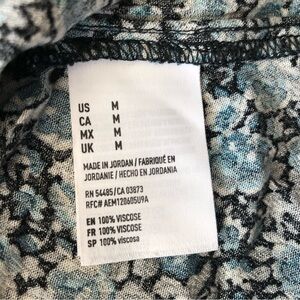 US M
CA M
MX M
UK M
MADE IN JORDAN / FABRIQUÉ EN
JORDANIE / HECHO EN JORDANIA
RN 54485/CA 03873
RFC# AEM120605U9A
EN 100% VISCOSE
FR 100% VISCOSE
SP 100% viscosa